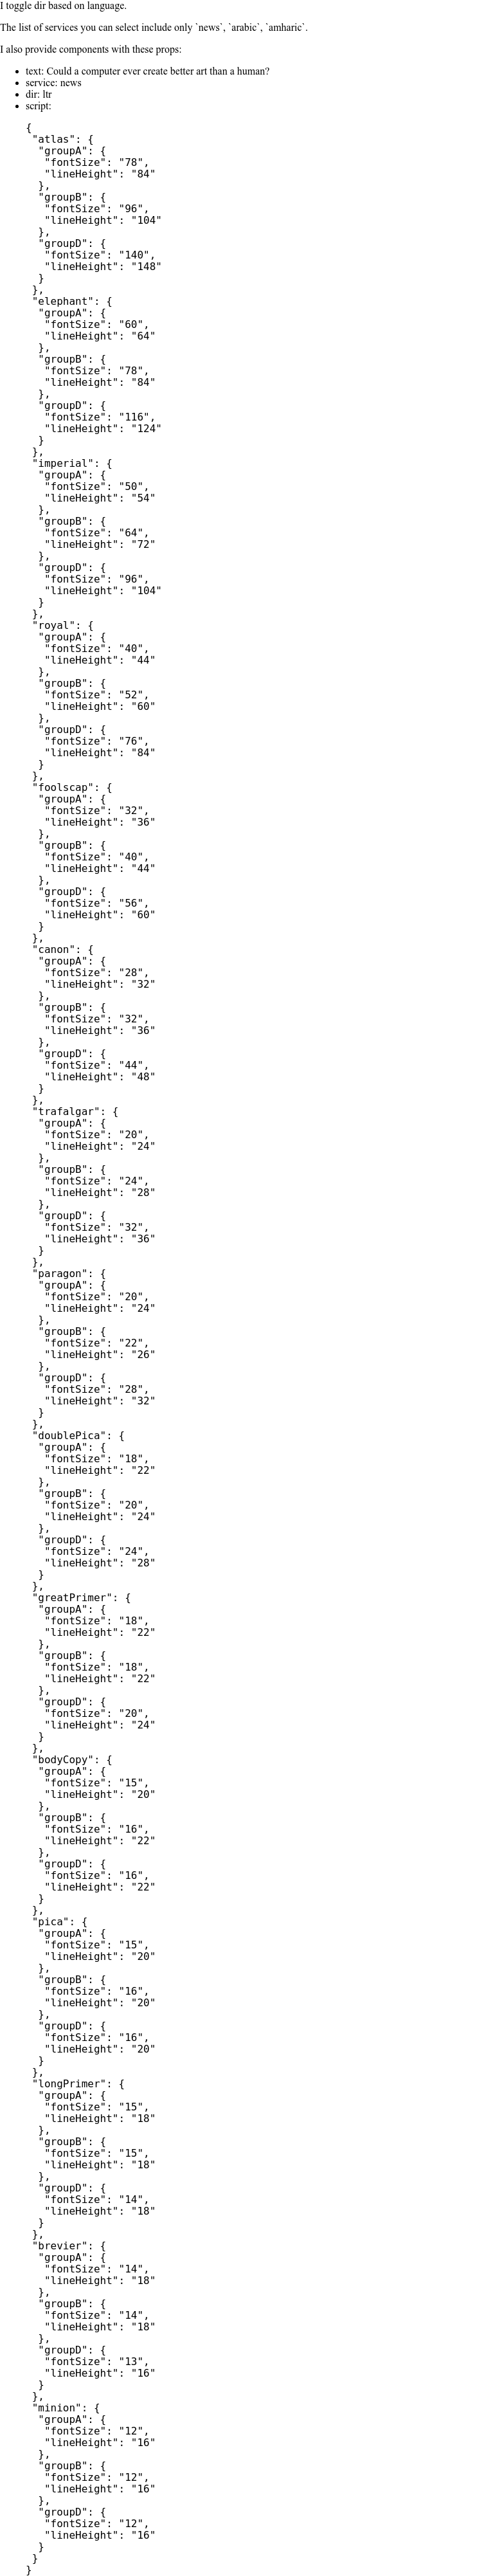 I toggle dir based on language.
The list of services you can select include only `news`, `arabic`, `amharic`.
I also provide components with these props:
• text: Could a computer ever create better art than a human?
• service: news
• dir: ltr
• script:
{
"atlas": {
"groupA": {
"fontSize": "78",
"lineHeight": "84"
},
"groupB": {
"fontSize": "96",
"lineHeight": "104"
},
"groupD": {
"fontSize": "140",
"lineHeight": "148"
}
},
"elephant": {
"groupA": {
"fontSize": "60",
"lineHeight": "64"
},
"groupB": {
"fontSize": "78",
"lineHeight": "84"
},
"groupD": {
"fontSize": "116",
"lineHeight": "124"
}
},
"imperial": {
"groupA": {
"fontSize": "50",
"lineHeight": "54"
},
"groupB": {
"fontSize": "64",
"lineHeight": "72"
},
"groupD": {
"fontSize": "96",
"lineHeight": "104"
}
},
"royal": {
"groupA": {
"fontSize": "40",
"lineHeight": "44"
},
"groupB": {
"fontSize": "52",
"lineHeight": "60"
},
"groupD": {
"fontSize": "76",
"lineHeight": "84"
}
},
"foolscap": {
"groupA": {
"fontSize": "32",
"lineHeight": "36"
},
"groupB": {
"fontSize": "40",
"lineHeight": "44"
},
"groupD": {
"fontSize": "56",
"lineHeight": "60"
}
},
"canon": {
"groupA": {
"fontSize": "28",
"lineHeight": "32"
},
"groupB": {
"fontSize": "32",
"lineHeight": "36"
},
"groupD": {
"fontSize": "44",
"lineHeight": "48"
}
},
"trafalgar": {
"groupA": {
"fontSize": "20",
"lineHeight": "24"
},
"groupB": {
"fontSize": "24",
"lineHeight": "28"
},
"groupD": {
"fontSize": "32",
"lineHeight": "36"
}
},
"paragon": {
"groupA": {
"fontSize": "20",
"lineHeight": "24"
},
"groupB": {
"fontSize": "22",
"lineHeight": "26"
},
"groupD": {
"fontSize": "28",
"lineHeight": "32"
}
},
"doublePica": {
"groupA": {
"fontSize": "18",
"lineHeight": "22"
},
"groupB": {
"fontSize": "20",
"lineHeight": "24"
},
"groupD": {
"fontSize": "24",
"lineHeight": "28"
}
},
"greatPrimer": {
"groupA": {
"fontSize": "18",
"lineHeight": "22"
},
"groupB": {
"fontSize": "18",
"lineHeight": "22"
},
"groupD": {
"fontSize": "20",
"lineHeight": "24"
}
},
"bodyCopy": {
"groupA": {
"fontSize": "15",
"lineHeight": "20"
},
"groupB": {
"fontSize": "16",
"lineHeight": "22"
},
"groupD": {
"fontSize": "16",
"lineHeight": "22"
}
},
"pica": {
"groupA": {
"fontSize": "15",
"lineHeight": "20"
},
"groupB": {
"fontSize": "16",
"lineHeight": "20"
},
"groupD": {
"fontSize": "16",
"lineHeight": "20"
}
},
"longPrimer": {
"groupA": {
"fontSize": "15",
"lineHeight": "18"
},
"groupB": {
"fontSize": "15",
"lineHeight": "18"
},
"groupD": {
"fontSize": "14",
"lineHeight": "18"
}
},
"brevier": {
"groupA": {
"fontSize": "14",
"lineHeight": "18"
},
"groupB": {
"fontSize": "14",
"lineHeight": "18"
},
"groupD": {
"fontSize": "13",
"lineHeight": "16"
}
},
"minion": {
"groupA": {
"fontSize": "12",
"lineHeight": "16"
},
"groupB": {
"fontSize": "12",
"lineHeight": "16"
},
"groupD": {
"fontSize": "12",
"lineHeight": "16"
}
}
}